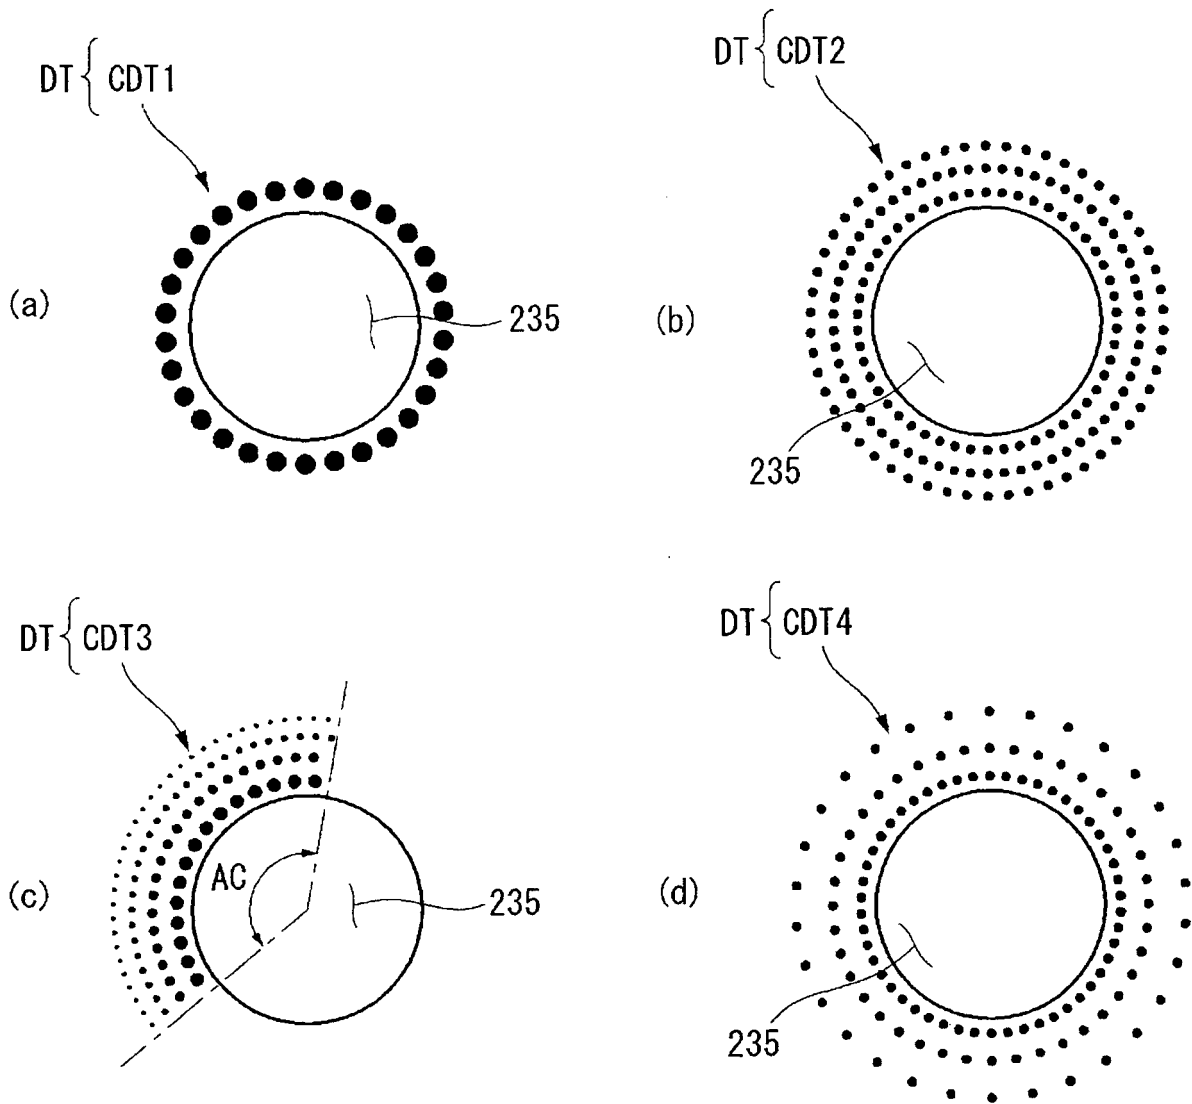 DT { CDT1
DT { CDT2
(a)
235
(b)
235
DT { CDT3
DT { CDT4
(c)
AC
235
(d)
235